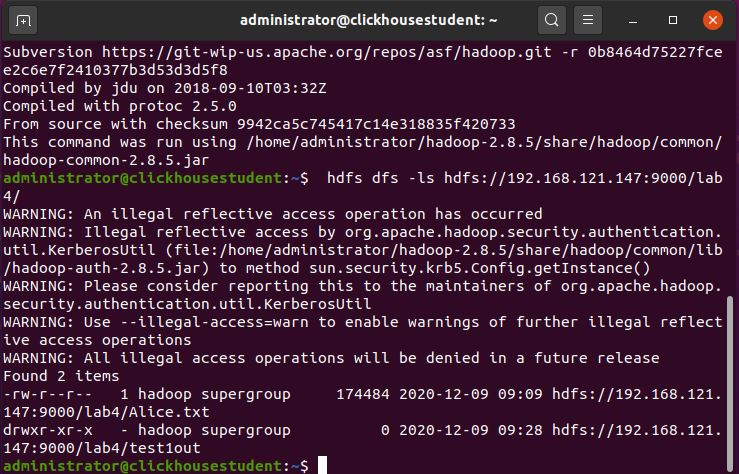 administrator@clickhousestudent: ~
Subversion https://git-wip-us.apache.org/repos/asf/hadoop.git -r 0b8464d75227fce
e2c6e7f2410377b3d53d3d5f8
Compiled by jdu on 2018-09-10T03:32Z
Compiled with protoc 2.5.0
From source with checksum 9942ca5c745417c14e318835f420733
This command was run using /home/administrator/hadoop-2.8.5/share/hadoop/common/
hadoop-common-2.8.5.jar
administrator@clickhousestudent:~$  hdfs dfs -ls hdfs://192.168.121.147:9000/lab
4/
WARNING: An illegal reflective access operation has occurred
WARNING: Illegal reflective access by org.apache.hadoop.security.authentication.
util.KerberosUtil (file:/home/administrator/hadoop-2.8.5/share/hadoop/common/lib
/hadoop-auth-2.8.5.jar) to method sun.security.krb5.Config.getInstance()
WARNING: Please consider reporting this to the maintainers of org.apache.hadoop.
security.authentication.util.KerberosUtil
WARNING: Use --illegal-access=warn to enable warnings of further illegal reflect
ive access operations
WARNING: All illegal access operations will be denied in a future release
Found 2 items
-rw-r--r--   1 hadoop supergroup     174484 2020-12-09 09:09 hdfs://192.168.121.
147:9000/lab4/Alice.txt
drwxr-xr-x   - hadoop supergroup          0 2020-12-09 09:28 hdfs://192.168.121.
147:9000/lab4/test1out
administrator@clickhousestudent:~$